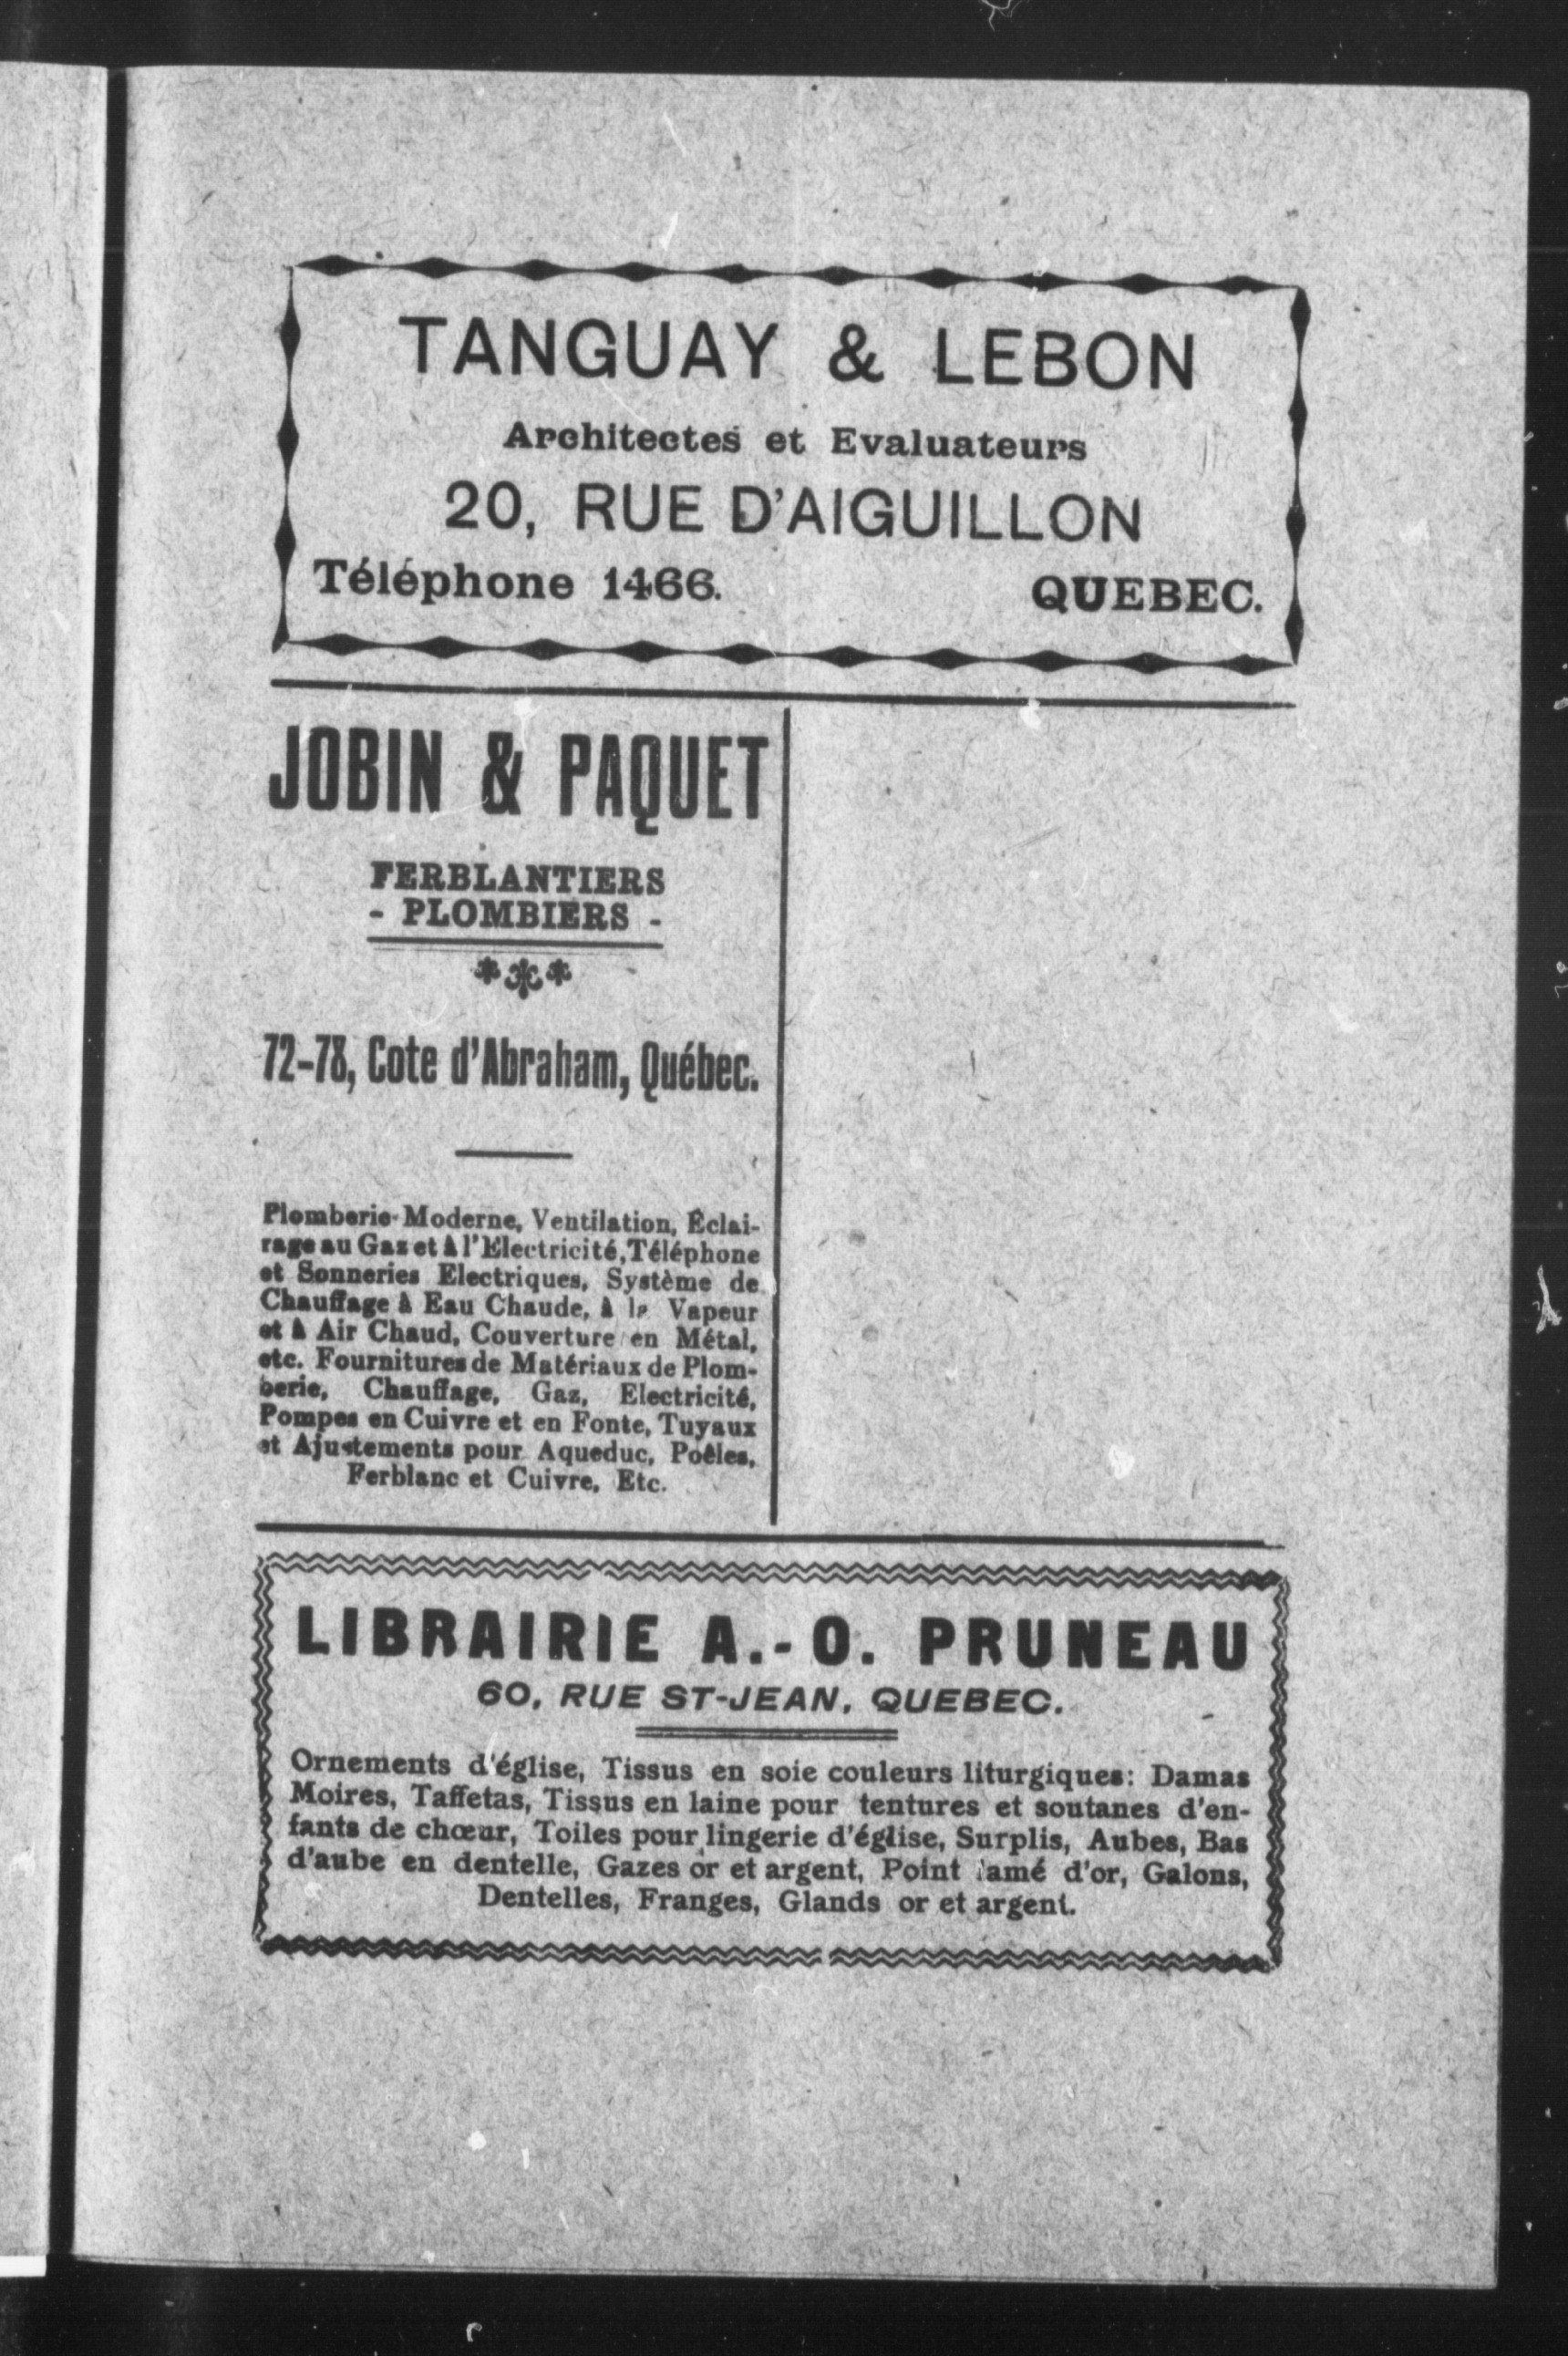 TANGUAY & LEBON
Architectes et Evaluateurs
20, RUE D'AIGUILLON
Téléphone 1466. QUEBEC.
JOBIN & PAQUET
FERBLANTIERS
- PLOMBIERS -
72-78, Cote d'Abraham, Québec.
Plomberie Moderne, Ventilation, Éclai-
rage au Gaz et à l'Electricité, Téléphone
et Sonneries Electriques, Système de
Chauffage à Eau Chaude, à la Vapeur
et à Air Chaud, Couverture en Métal,
etc. Fournitures de Matériaux de Plom-
berie, Chauffage, Gaz, Electricité,
Pompes en Cuivre et en Fonte, Tuyaux
et Ajustements pour Aqueduc, Poêles,
Ferblanc et Cuivre, Etc.
LIBRAIRIE A.-O. PRUNEAU
60, RUE ST-JEAN, QUEBEC.
Ornements d'église, Tissus en soie couleurs liturgiques: Damas
Moires, Taffetas, Tissus en laine pour tentures et soutanes d'en-
fants de chœur, Toiles pour lingerie d'église, Surplis, Aubes, Bas
d'aube en dentelle, Gazes or et argent, Point lamé d'or, Galons,
Dentelles, Franges, Glands or et argent.